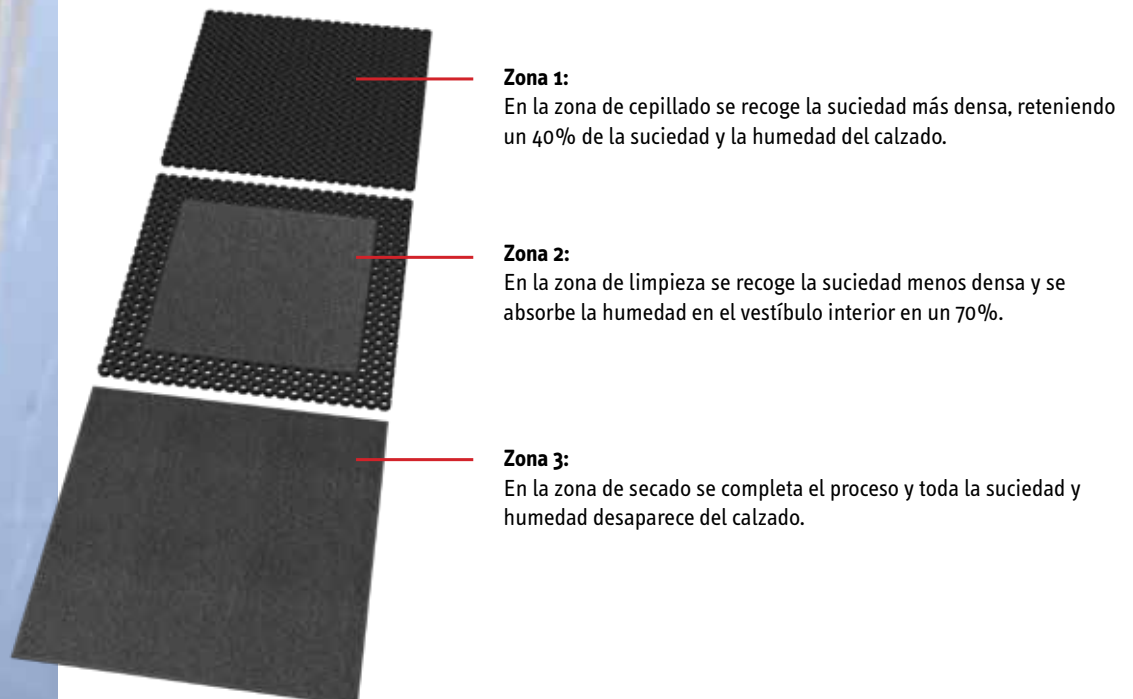 Zona 1:
En la zona de cepillado se recoge la suciedad más densa, reteniendo
un 40% de la suciedad y la humedad del calzado.
Zona 2:
En la zona de limpieza se recoge la suciedad menos densa y se
absorbe la humedad en el vestíbulo interior en un 70%.
Zona 3:
En la zona de secado se completa el proceso y toda la suciedad y
humedad desaparece del calzado.